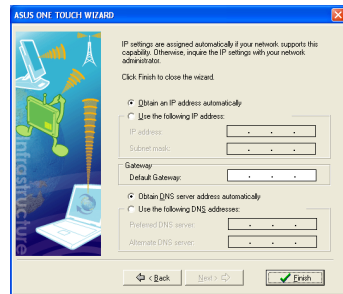 ASUS ONE TOUCH WIZARD
IP settings are assigned automatically if your network supports this
capability. Otherwise, inquire the IP settings with your network
administrator.
Click Finish to close the wizard.
Obtain an IP address automatically
Use the following IP address:
IP address:
Subnet mask:
Gateway
Default Gateway:
Obtain DNS server address automatically
Use the following DNS addresses:
Preferred DNS server:
Alternate DNS server:
Infrastructure
< Back
Next >
Finish